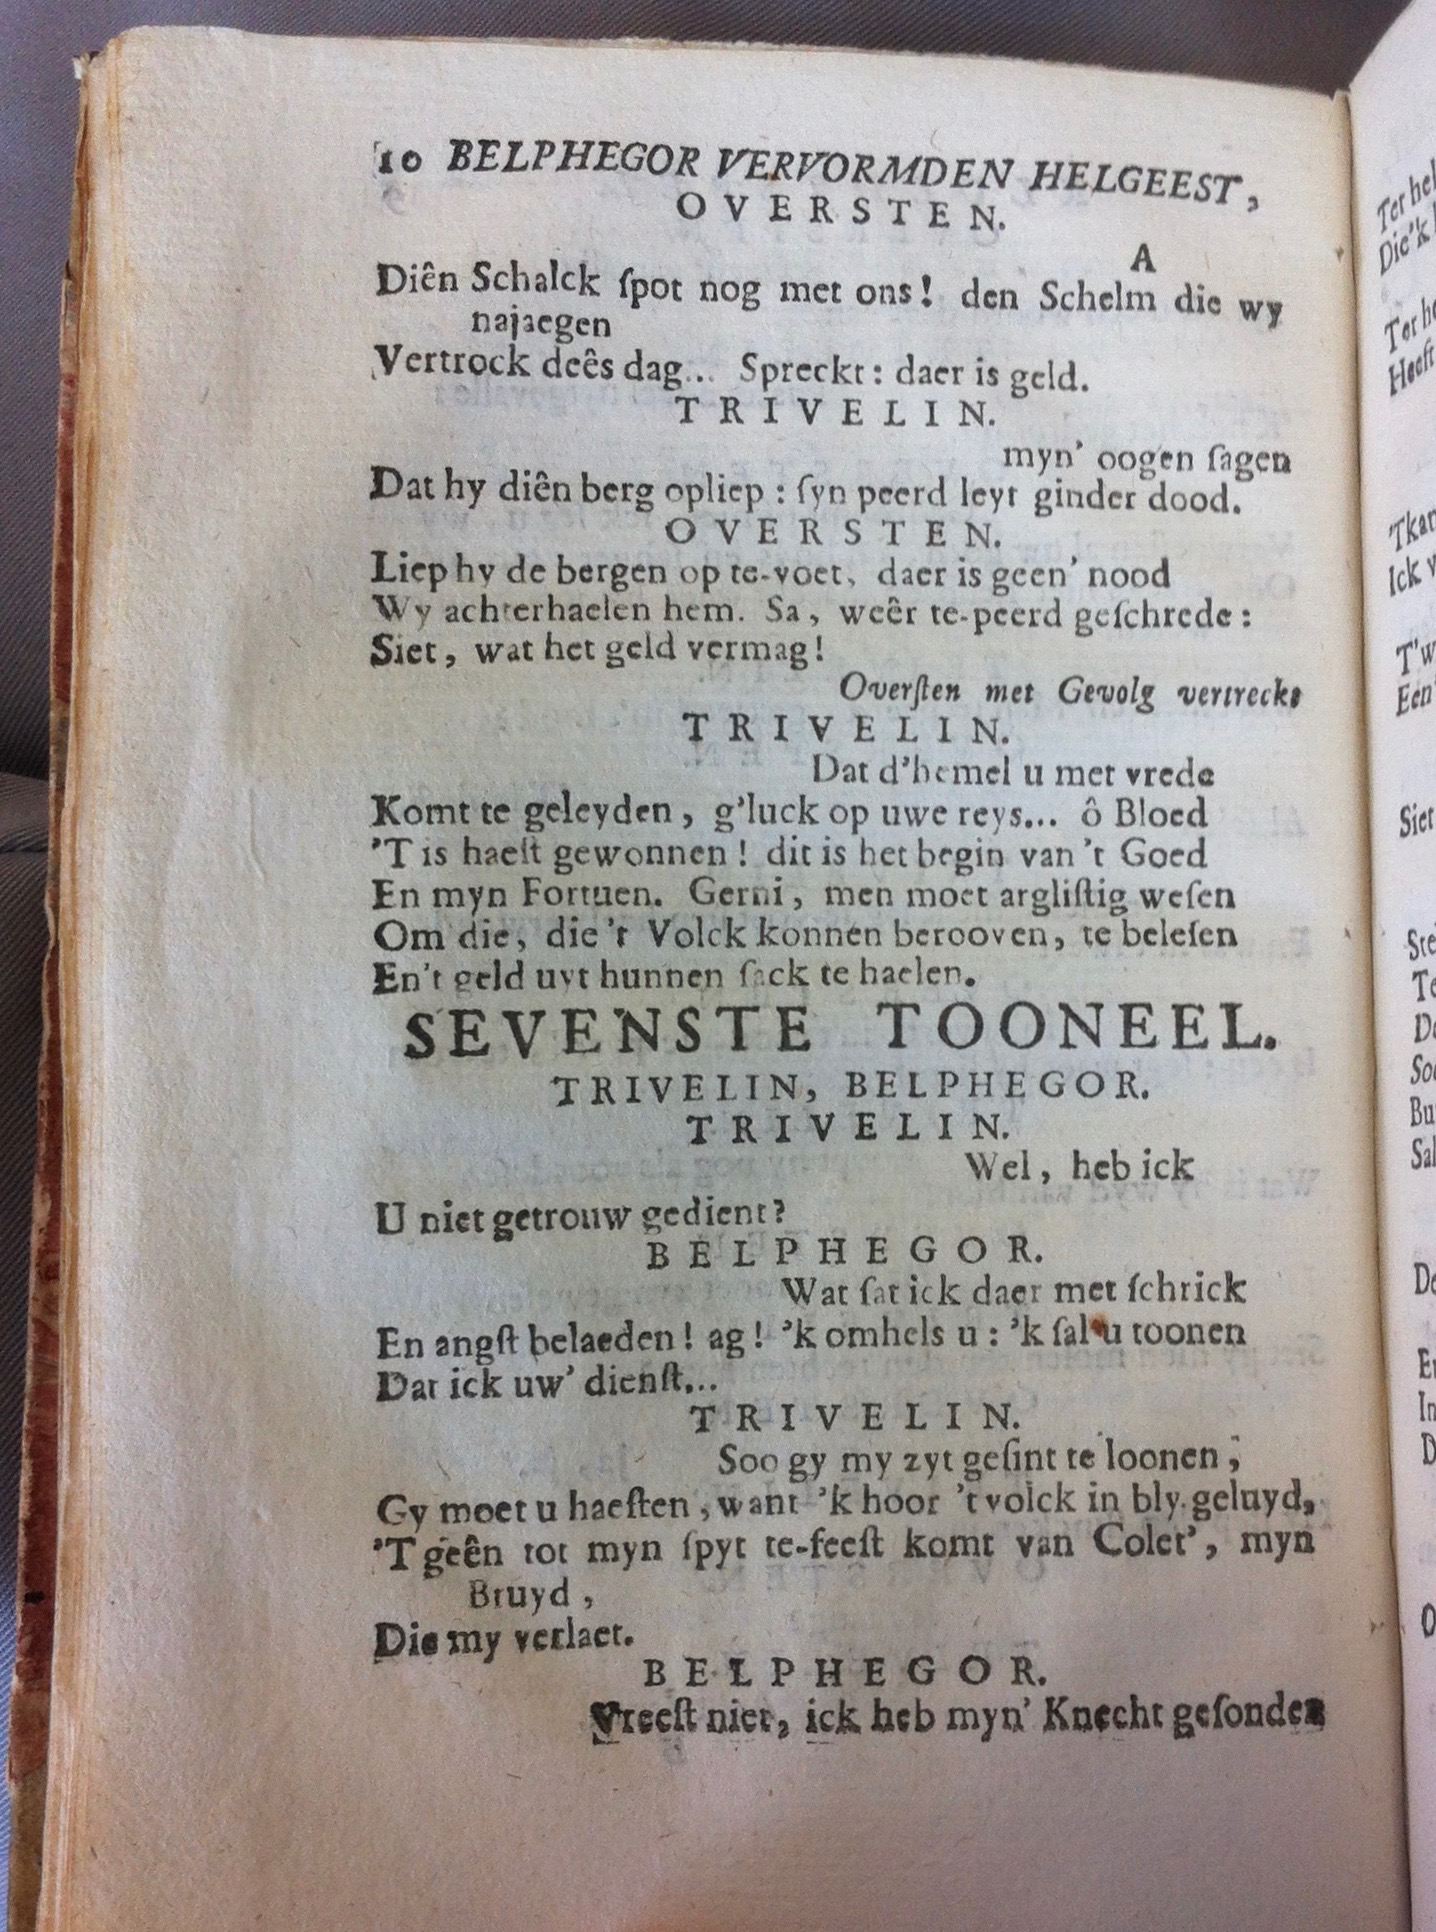 10 BELPHEGOR VERVORMDEN HELGEEST,
OVERSTEN.
A
Diên Schalck ſpot nog met ons! den Schelm die wy
najaegen
Vertrock deês dag... Spreckt: daer is geld.
TRIVELIN.
myn' oogen ſagen
Dat hy diên berg opliep: ſyn peerd leyt ginder dood.
OVERSTEN.
Liep hy de bergen op te-voet, daer is geen' nood
Wy achterhaelen hem. Sa, weêr te-peerd geſchrede:
Siet, wat het geld vermag!
Overſten met Gevolg vertreckt
TRIVELIN.
Dat d'hemel u met vrede
Komt te geleyden, g'luck op uwe reys... ô Bloed
'T is haeſt gewonnen! dit is het begin van 't Goed
En myn Fortuen. Gerni, men moet argliſtig weſen
Om die, die 't Volck konnen berooven, te beleſen
En't geld uyt hunnen ſack te haelen.
SEVENSTE TOONEEL.
TRIVELIN, BELPHEGOR.
TRIVELIN.
Wel, heb ick
U niet getrouw gedient?
BELPHEGOR.
Wat ſat ick daer met ſchrick
En angſt belaeden! ag! 'k omhels u: 'k ſal u toonen
Dat ick uw' dienſt...
TRIVELIN.
Soo gy my zyt geſint te loonen,
Gy moet u haeſten, want 'k hoor 't volck in bly geluyd,
'T geên tot myn ſpyt te-feeſt komt van Colet', myn
Bruyd,
Die my verlaet.
BELPHEGOR.
Vreeſt niet, ick heb myn' Knecht geſonden
Ter
Die'k
Ter
Heeft
Ick
T'w
Siet